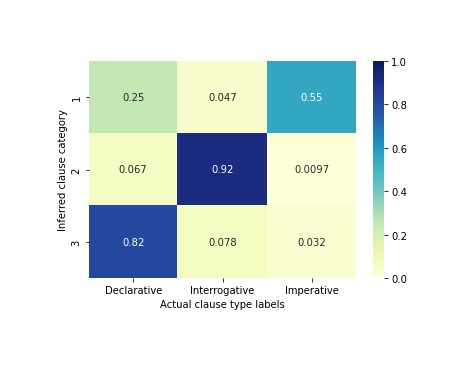 1.0
0.25 0.047 0.55
1
0.8
Inferred clause category
0.6
0.067 0.92 0.0097
2
0.4
0.82 0.078 0.032
3
0.2
0.0
Declarative Interrogative Imperative
Actual clause type labels